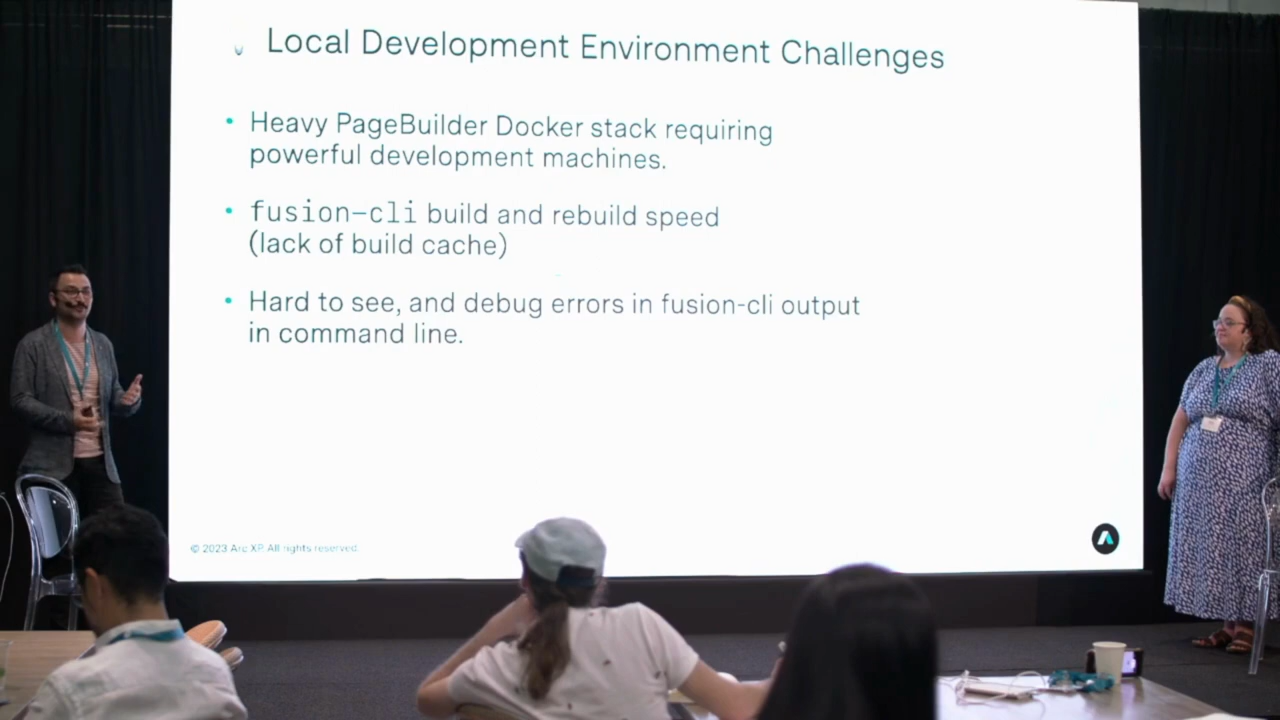 Local Development Environment Challenges
• Heavy PageBuilder Docker stack requiring
powerful development machines.
• fusion-cli build and rebuild speed
(lack of build cache)
• Hard to see, and debug errors in fusion-cli output
in command line.
© 2023 Arc XP. All rights reserved.